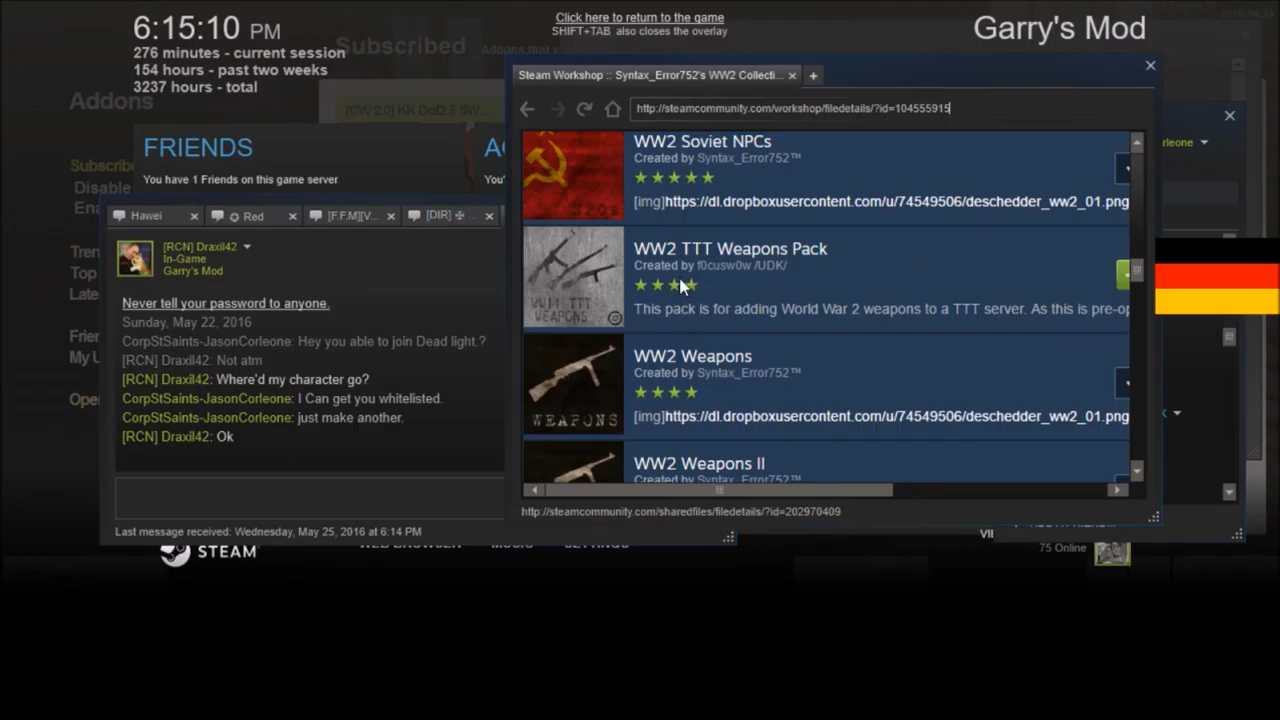 6:15:10 PM
276 minutes - current session
154 hours - past two weeks
3237 hours - total
Click here to return to the game
SHIFT+TAB also closes the overlay
Garry's Mod
Subscribed
Addons
FRIENDS
You have 1 Friends on this game server
Hawei
Red
[F.F.M][V...
[DIR]
[RCN] Draxil42
In-Game
Garry's Mod
Never tell your password to anyone.
Sunday, May 22, 2016
CorpStSaints-JasonCorleone: Hey you able to join Dead light.?
[RCN] Draxil42: Not atm
[RCN] Draxil42: Where'd my character go?
CorpStSaints-JasonCorleone: I Can get you whitelisted.
CorpStSaints-JasonCorleone: just make another.
[RCN] Draxil42: Ok
Last message received: Wednesday, May 25, 2016 at 6:14 PM
Steam Workshop :: Syntax_Error752's WW2 Collecti...
http://steamcommunity.com/workshop/filedetails/?id=104555915
WW2 Soviet NPCs
Created by Syntax_Error752™
[img]https://dl.dropboxusercontent.com/u/74549506/deschedder_ww2_01.png
WW2 TTT Weapons Pack
Created by f0cusw0w /UDK/
This pack is for adding World War 2 weapons to a TTT server. As this is pre-op
WW2 Weapons
Created by Syntax_Error752™
[img]https://dl.dropboxusercontent.com/u/74549506/deschedder_ww2_01.png
WEAPONS
WW2 Weapons II
Created by Syntax_Error752™
http://steamcommunity.com/sharedfiles/filedetails/?id=202970409
STEAM
75 Online